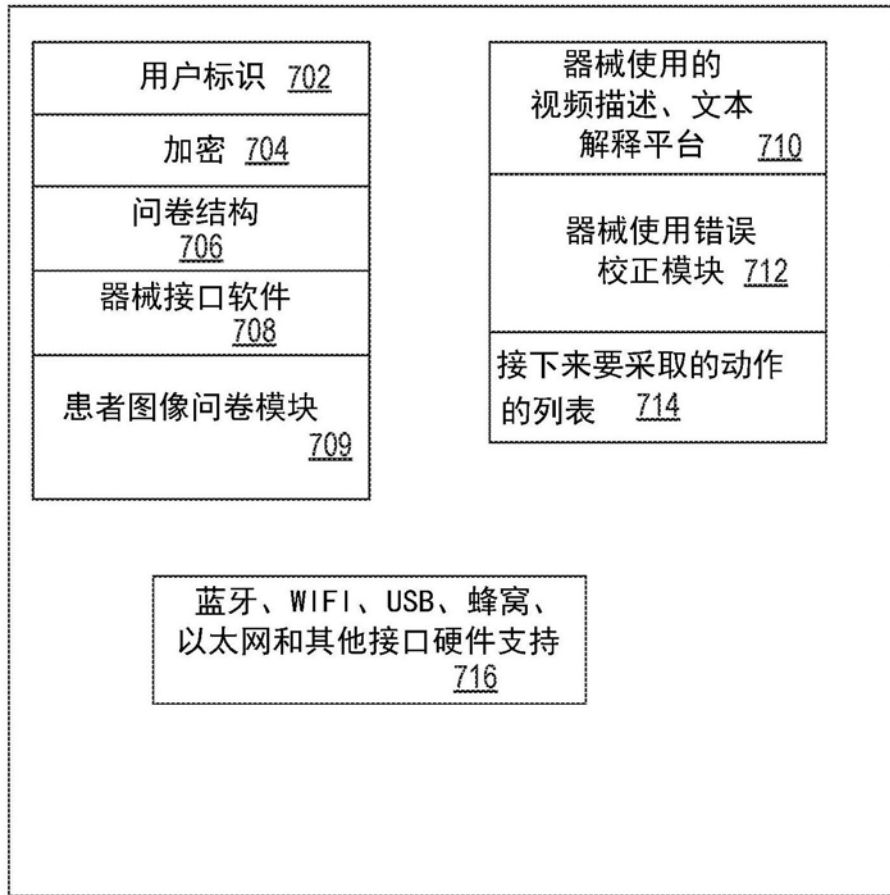 用户标识 702
加密 704
问卷结构
706
器械接口软件
708
患者图像问卷模块
709
器械使用的
视频描述、文本
解释平台 710
器械使用错误
校正模块 712
接下来要采取的动作
的列表 714
蓝牙、WIFI、USB、蜂窝、
以太网和其他接口硬件支持
716